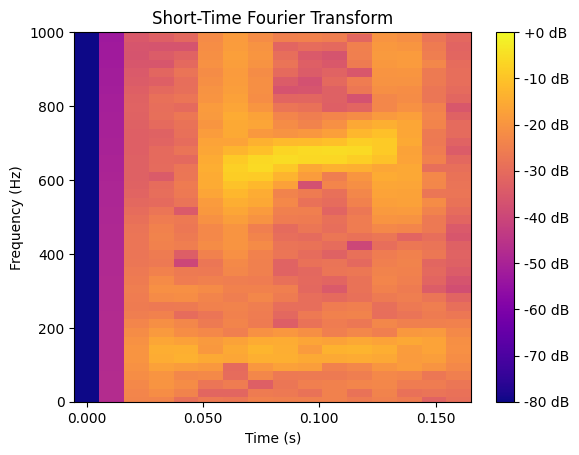 Short-Time Fourier Transform
1000
800
600
400
200
0
Frequency (Hz)
0.000
0.050
0.100
0.150
Time (s)
+0 dB
-10 dB
-20 dB
-30 dB
-40 dB
-50 dB
-60 dB
-70 dB
-80 dB